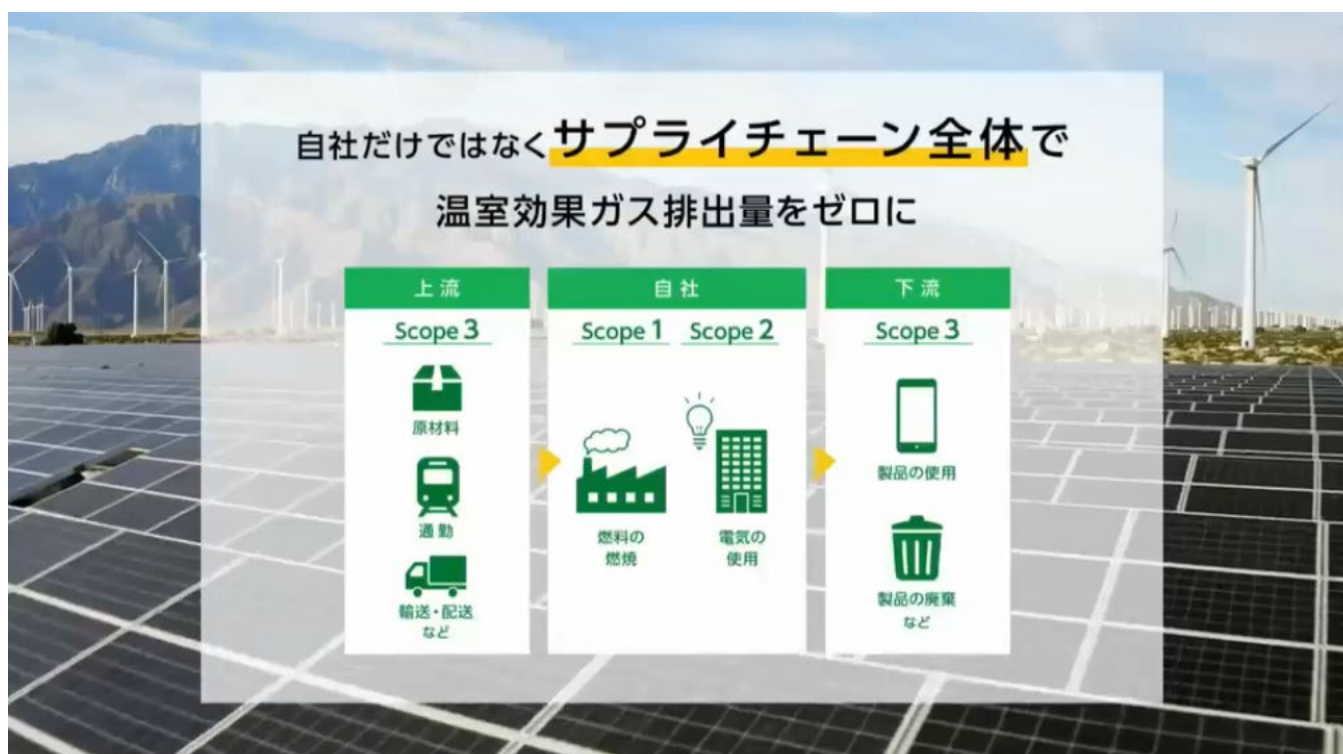 自社だけではなくサプライチェーン全体で
温室効果ガス排出量をゼロに
上流
Scope 3
原材料
通勤
輸送・配送
など
自社
Scope 1
Scope 2
燃料の
燃焼
電気の
使用
下流
Scope 3
製品の使用
製品の廃棄
など